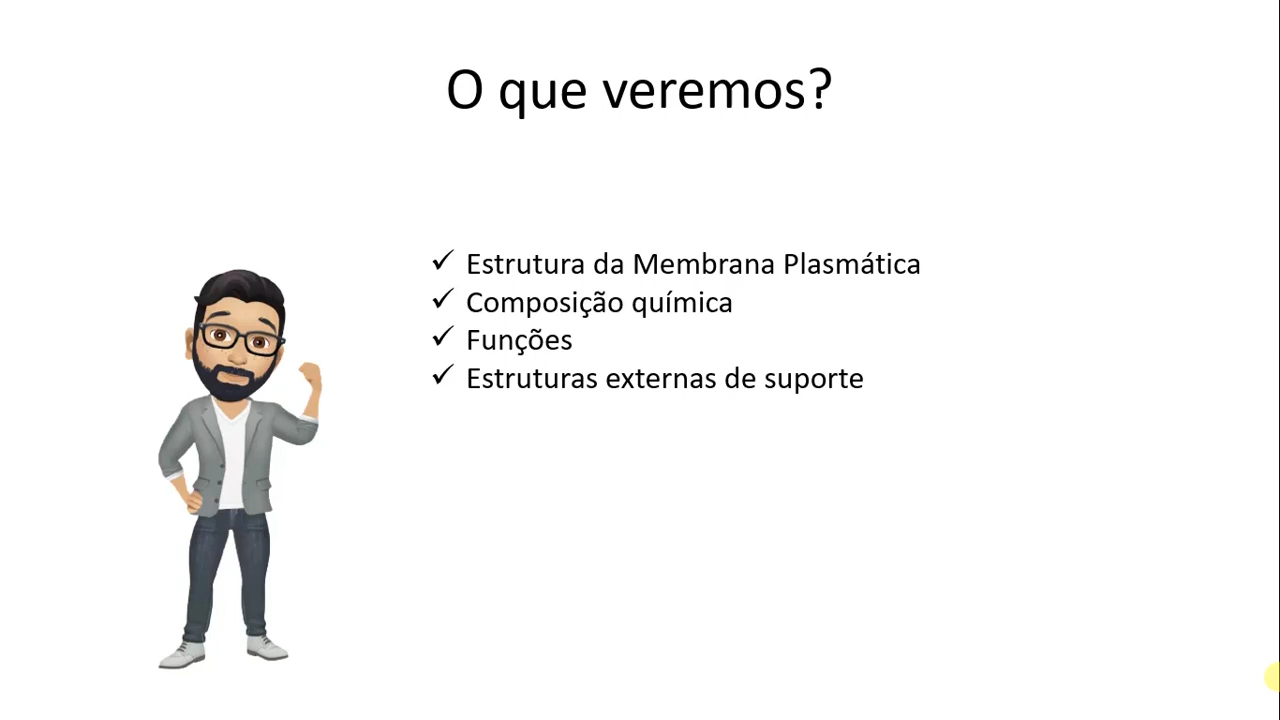 O que veremos?
✓ Estrutura da Membrana Plasmática
✓ Composição química
✓ Funções
✓ Estruturas externas de suporte